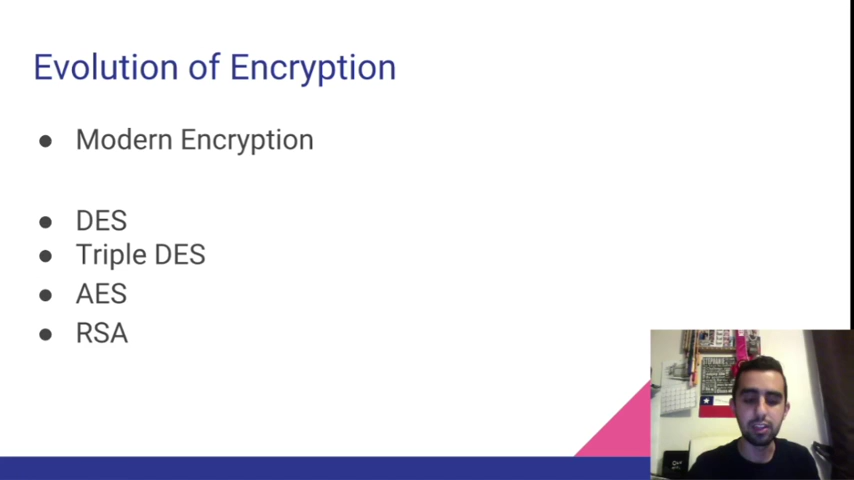 Evolution of Encryption
● Modern Encryption
● DES
● Triple DES
● AES
● RSA